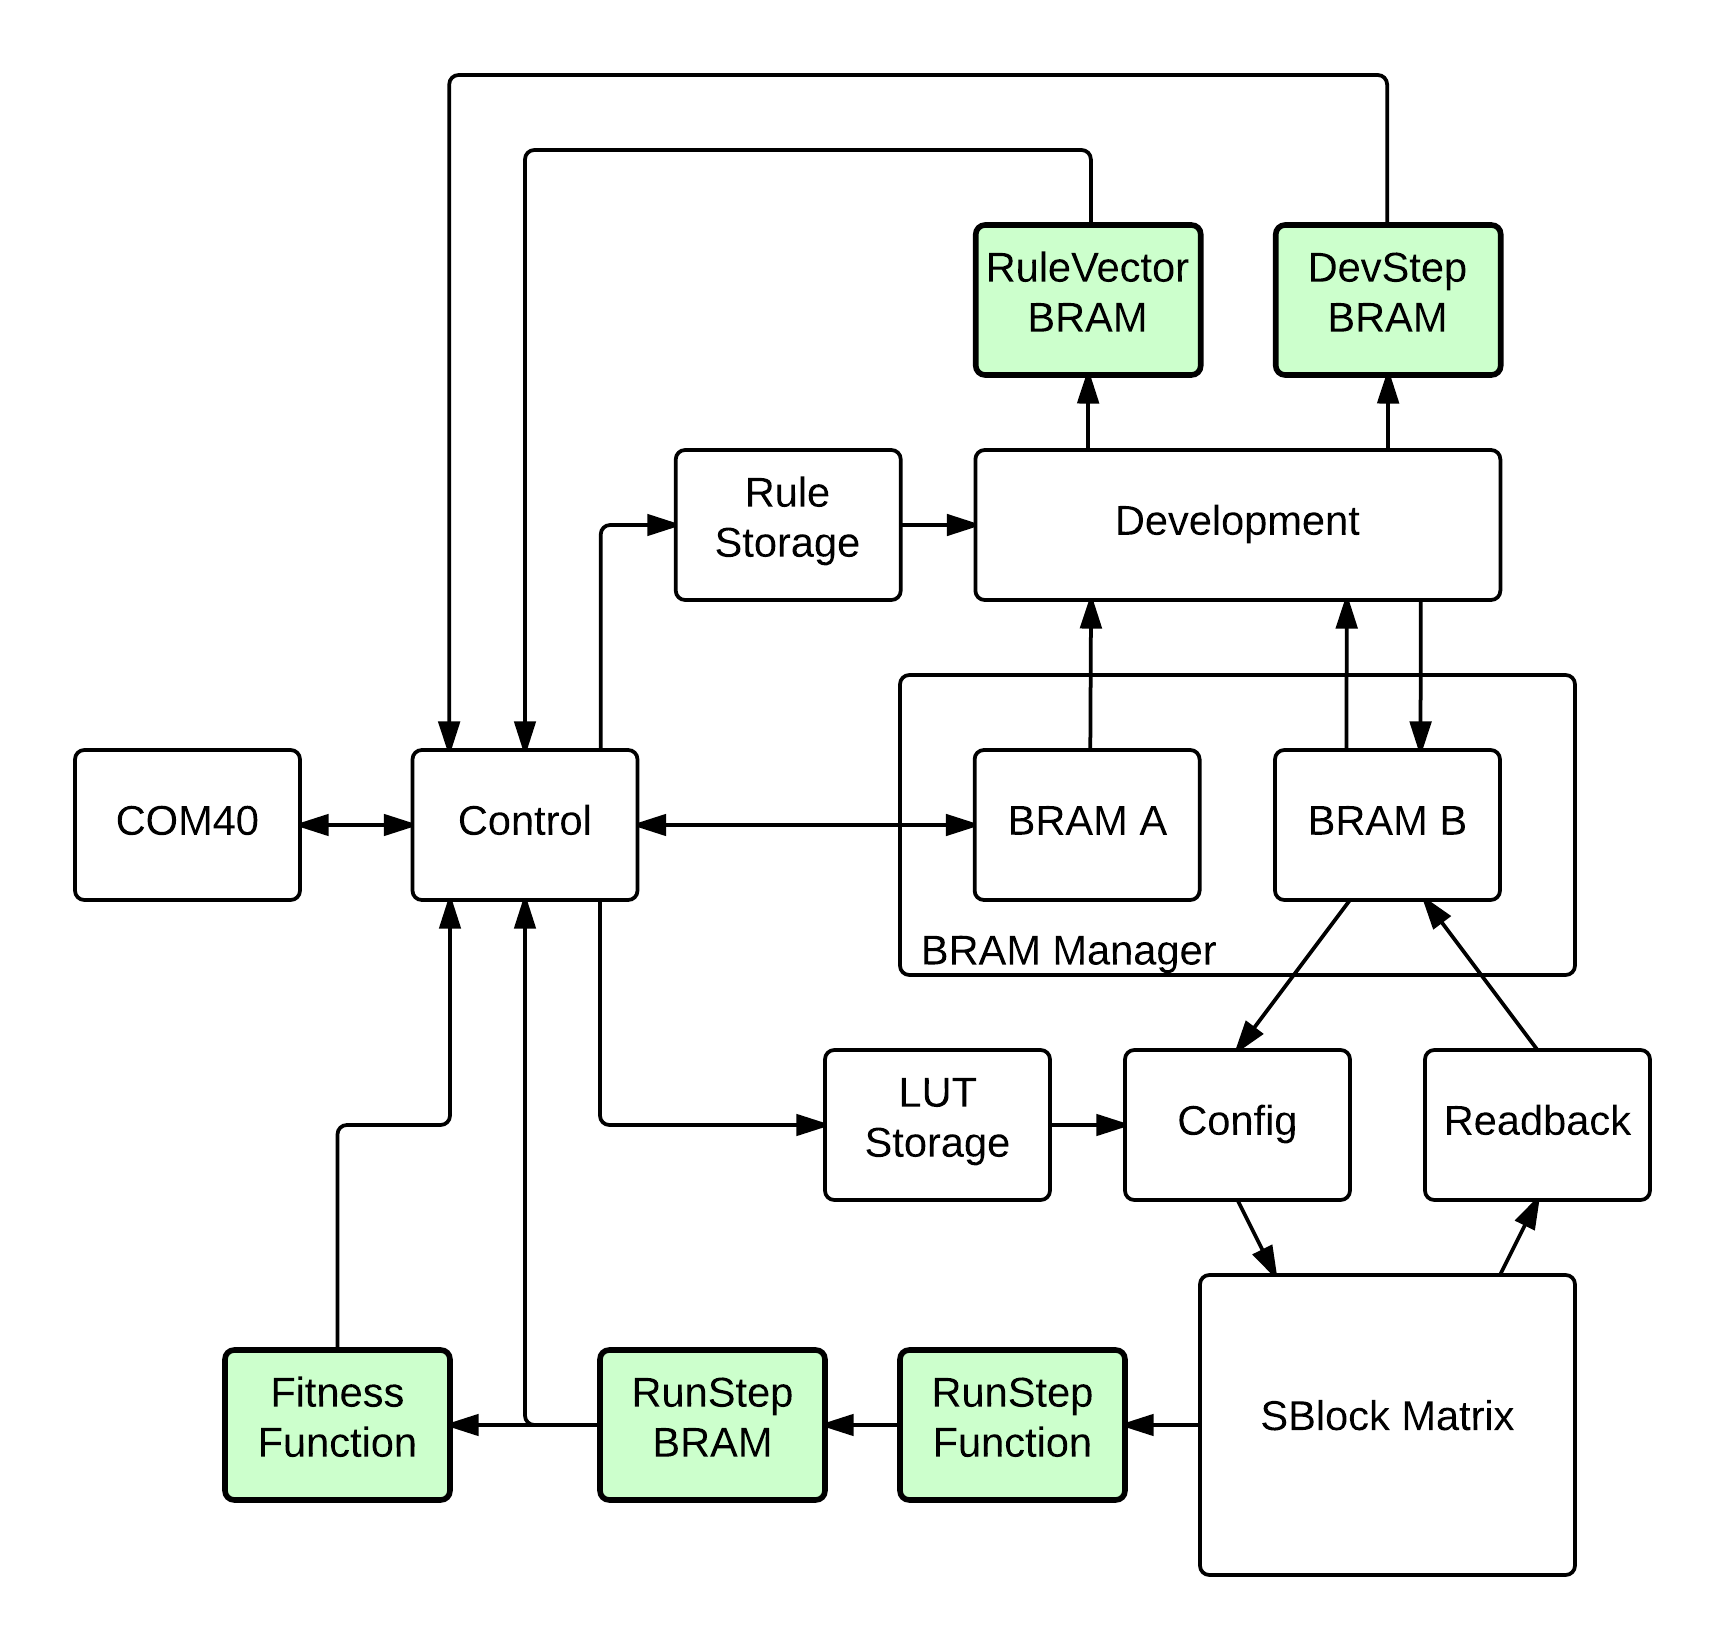 RuleVector
BRAM
DevStep
BRAM
Rule
Storage
Development
COM40
Control
BRAM A
BRAM B
BRAM Manager
LUT
Storage
Config
Readback
Fitness
Function
RunStep
BRAM
RunStep
Function
SBlock Matrix